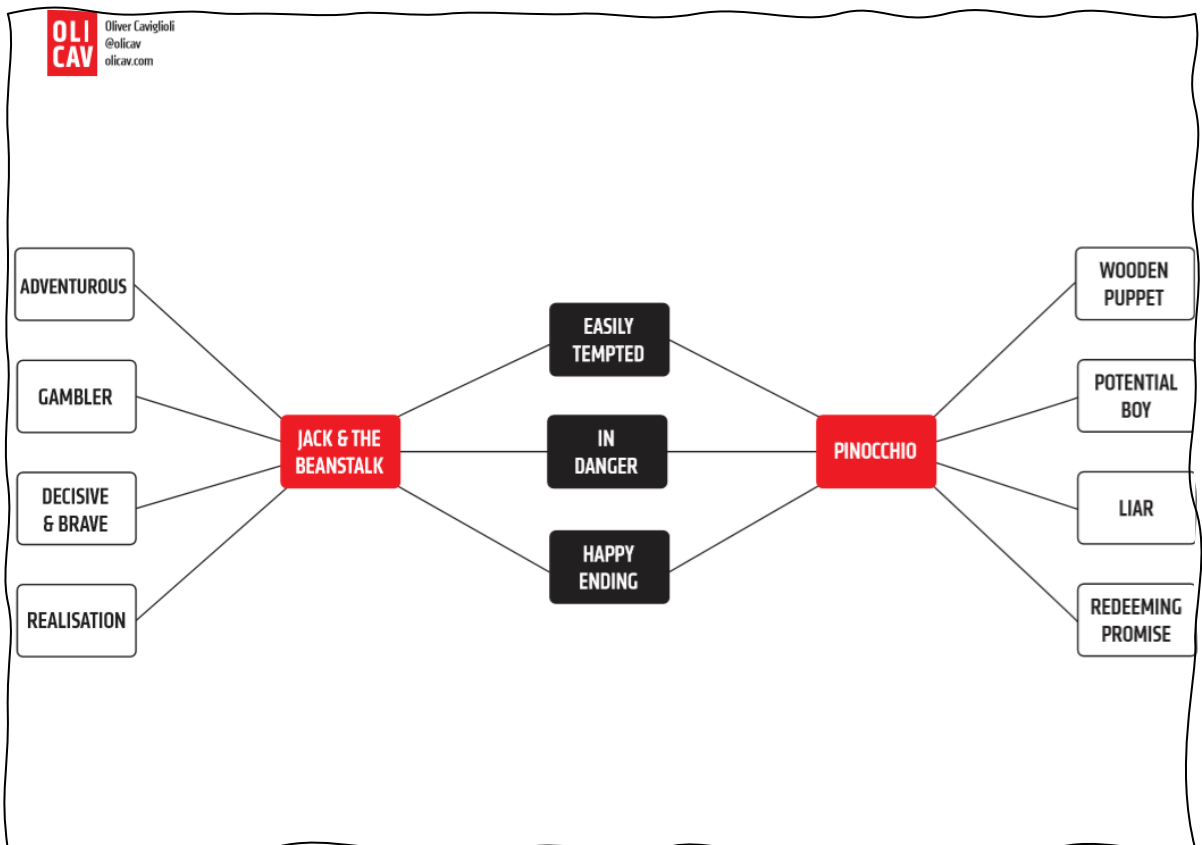 OLI
CAV
Oliver Caviglioli
@olicav
olicav.com
ADVENTUROUS
GAMBLER
DECISIVE
& BRAVE
REALISATION
JACK & THE
BEANSTALK
EASILY
TEMPTED
IN
DANGER
HAPPY
ENDING
PINOCCHIO
WOODEN
PUPPET
POTENTIAL
BOY
LIAR
REDEEMING
PROMISE